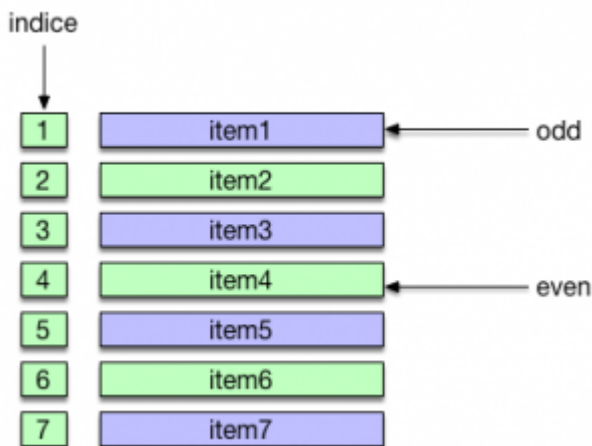 indice
1 item1 odd
2 item2
3 item3
4 item4 even
5 item5
6 item6
7 item7